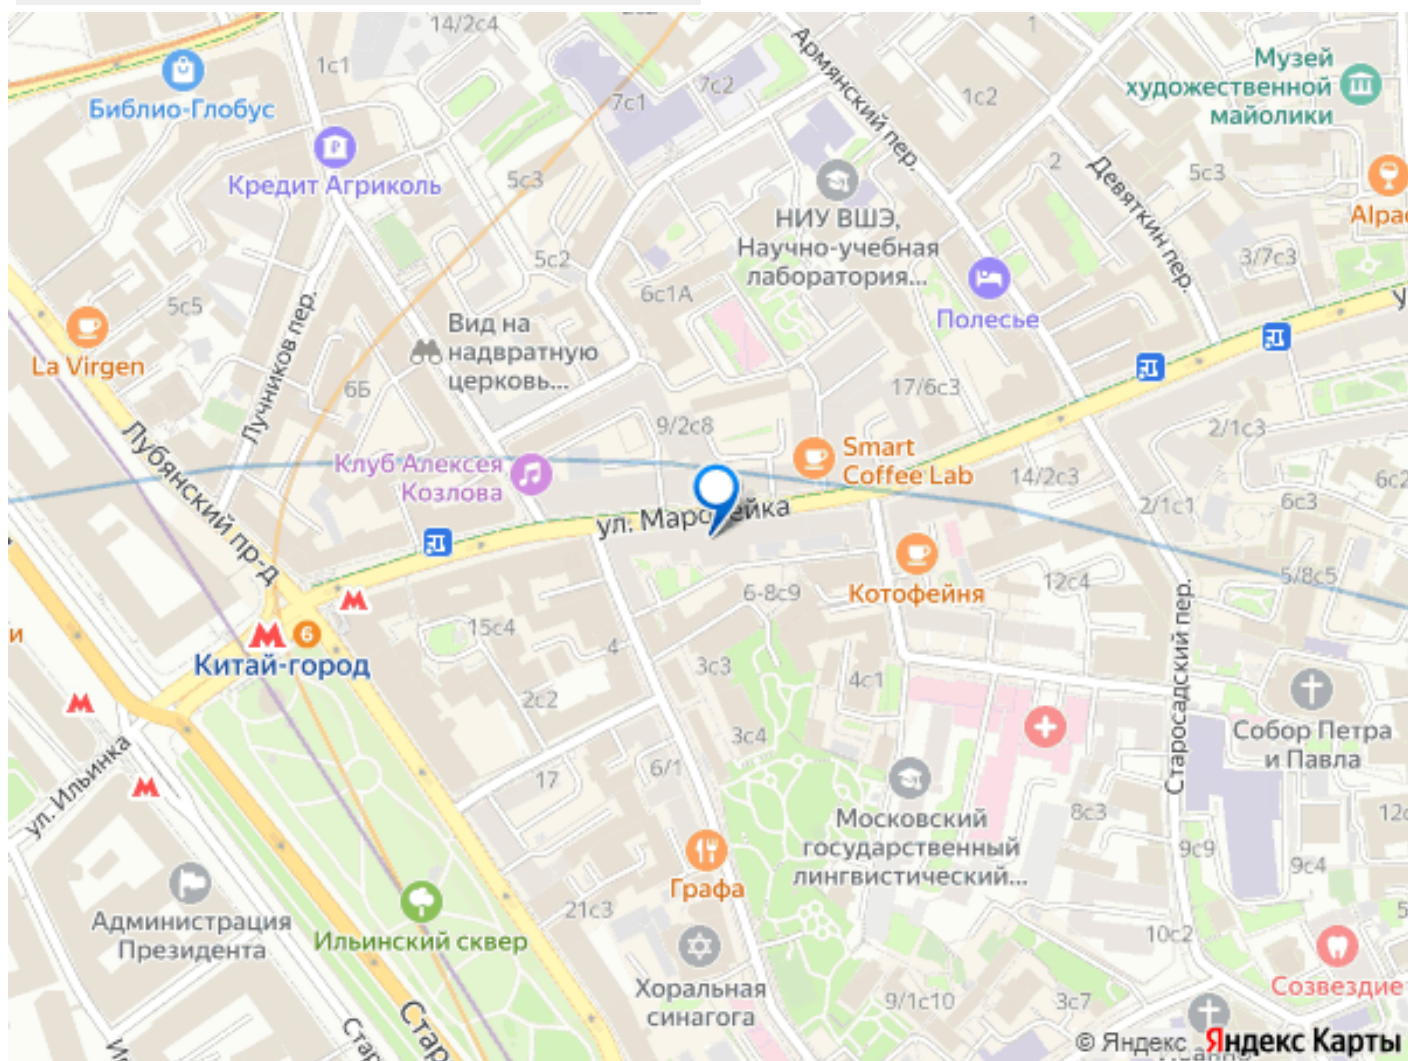 14/2с4
1
Армянский пер.
Музей
художественной
майолики
1с1
Библио-Глобус
7с2
7с1
1с2
Кредит Агриколь
5с3
2
Девяткин пер.
5с3
НИУ ВШЭ,
Научно-учебная
лаборатория...
3/7с3
5с2
6с1А
Полесье
5с5
Лучников пер.
La Virgen
Вид на
надвратную
церковь...
6Б
17/6с3
9/2с8
2/1с3
Smart
Coffee Lab
Лубянский пр-д
Клуб Алексея
Козлова
14/2с3
2/1с1
6с3
ул. Маросейка
Котофейня
12с4
5/8с5
6-8с9
15с4
4
6
Китай-город
3с3
4с1
Старосадский пер.
2с2
3с4
Собор Петра
и Павла
ул. Ильинка
17
6/1
Московский
государственный
лингвистический...
8с3
9с9
9с4
Графа
Администрация
Президента
21с3
Ильинский сквер
10с2
Хоральная
синагога
9/1с10
3с7
Созвездие
© Яндекс Яндекс Карты